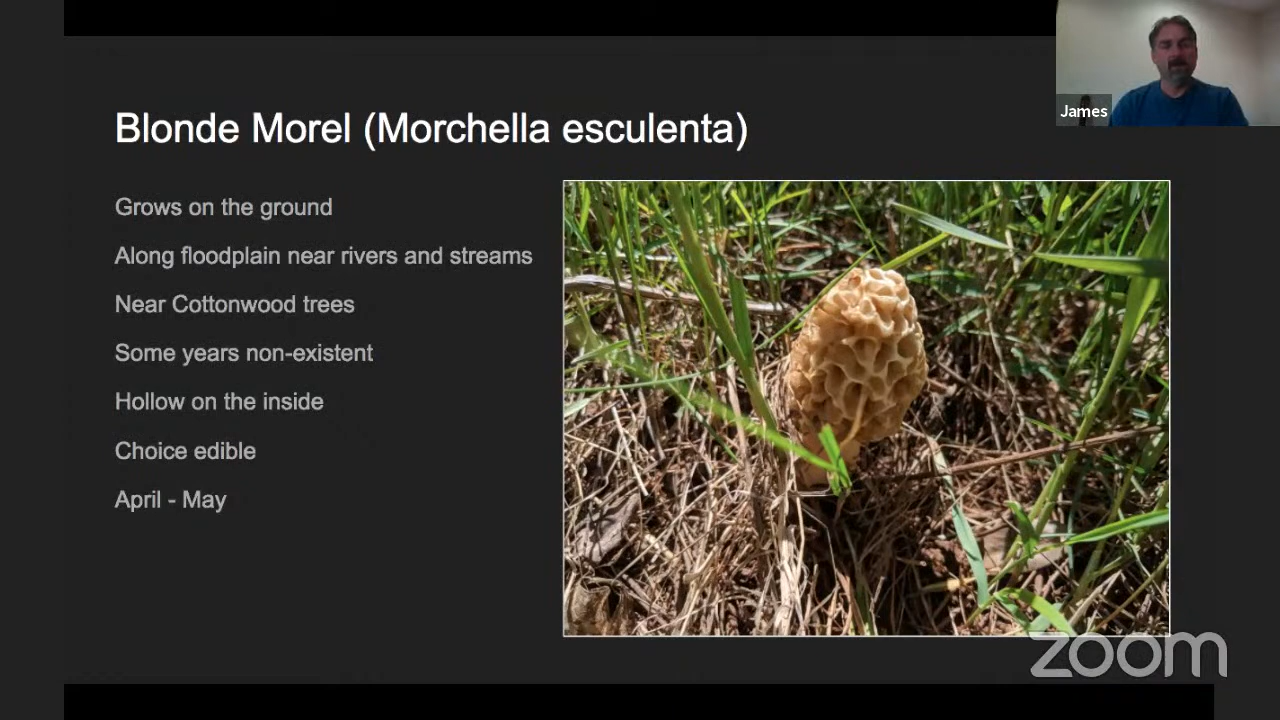 James
Blonde Morel (Morchella esculenta)
Grows on the ground
Along floodplain near rivers and streams
Near Cottonwood trees
Some years non-existent
Hollow on the inside
Choice edible
April - May
zoom